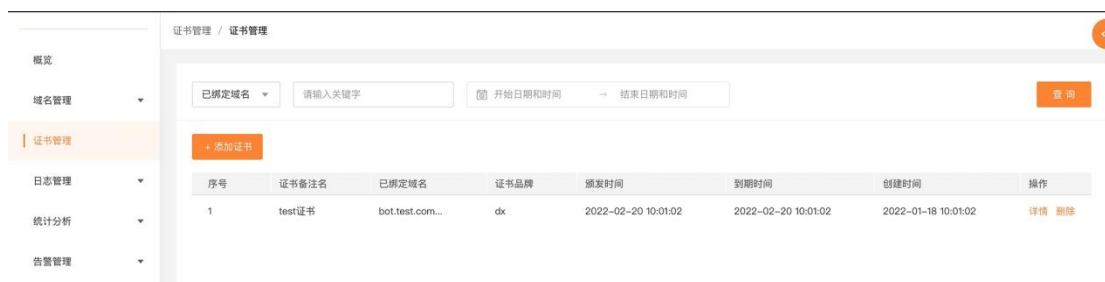 证书管理 / 证书管理
概览
域名管理
证书管理
日志管理
统计分析
告警管理
已绑定域名 请输入关键字 开始日期和时间 → 结束日期和时间 查询
+ 添加证书
序号 证书备注名 已绑定域名 证书品牌 颁发时间 到期时间 创建时间 操作
1 test证书 bot.test.com... dx 2022-02-20 10:01:02 2022-02-20 10:01:02 2022-01-18 10:01:02 详情 删除